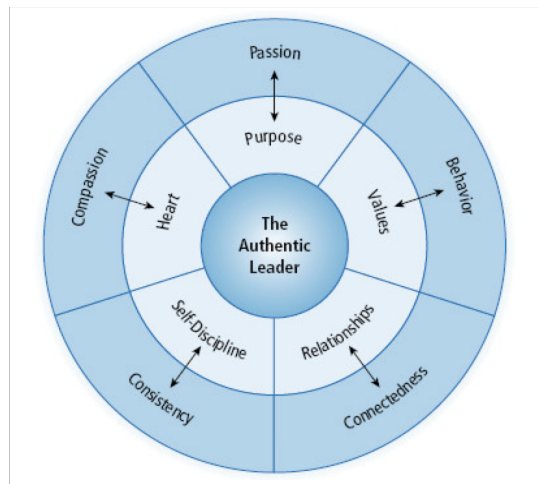 Passion
Purpose
Compassion
Heart
Values
Behavior
The
Authentic
Leader
Self-Discipline
Relationships
Consistency
Connectedness